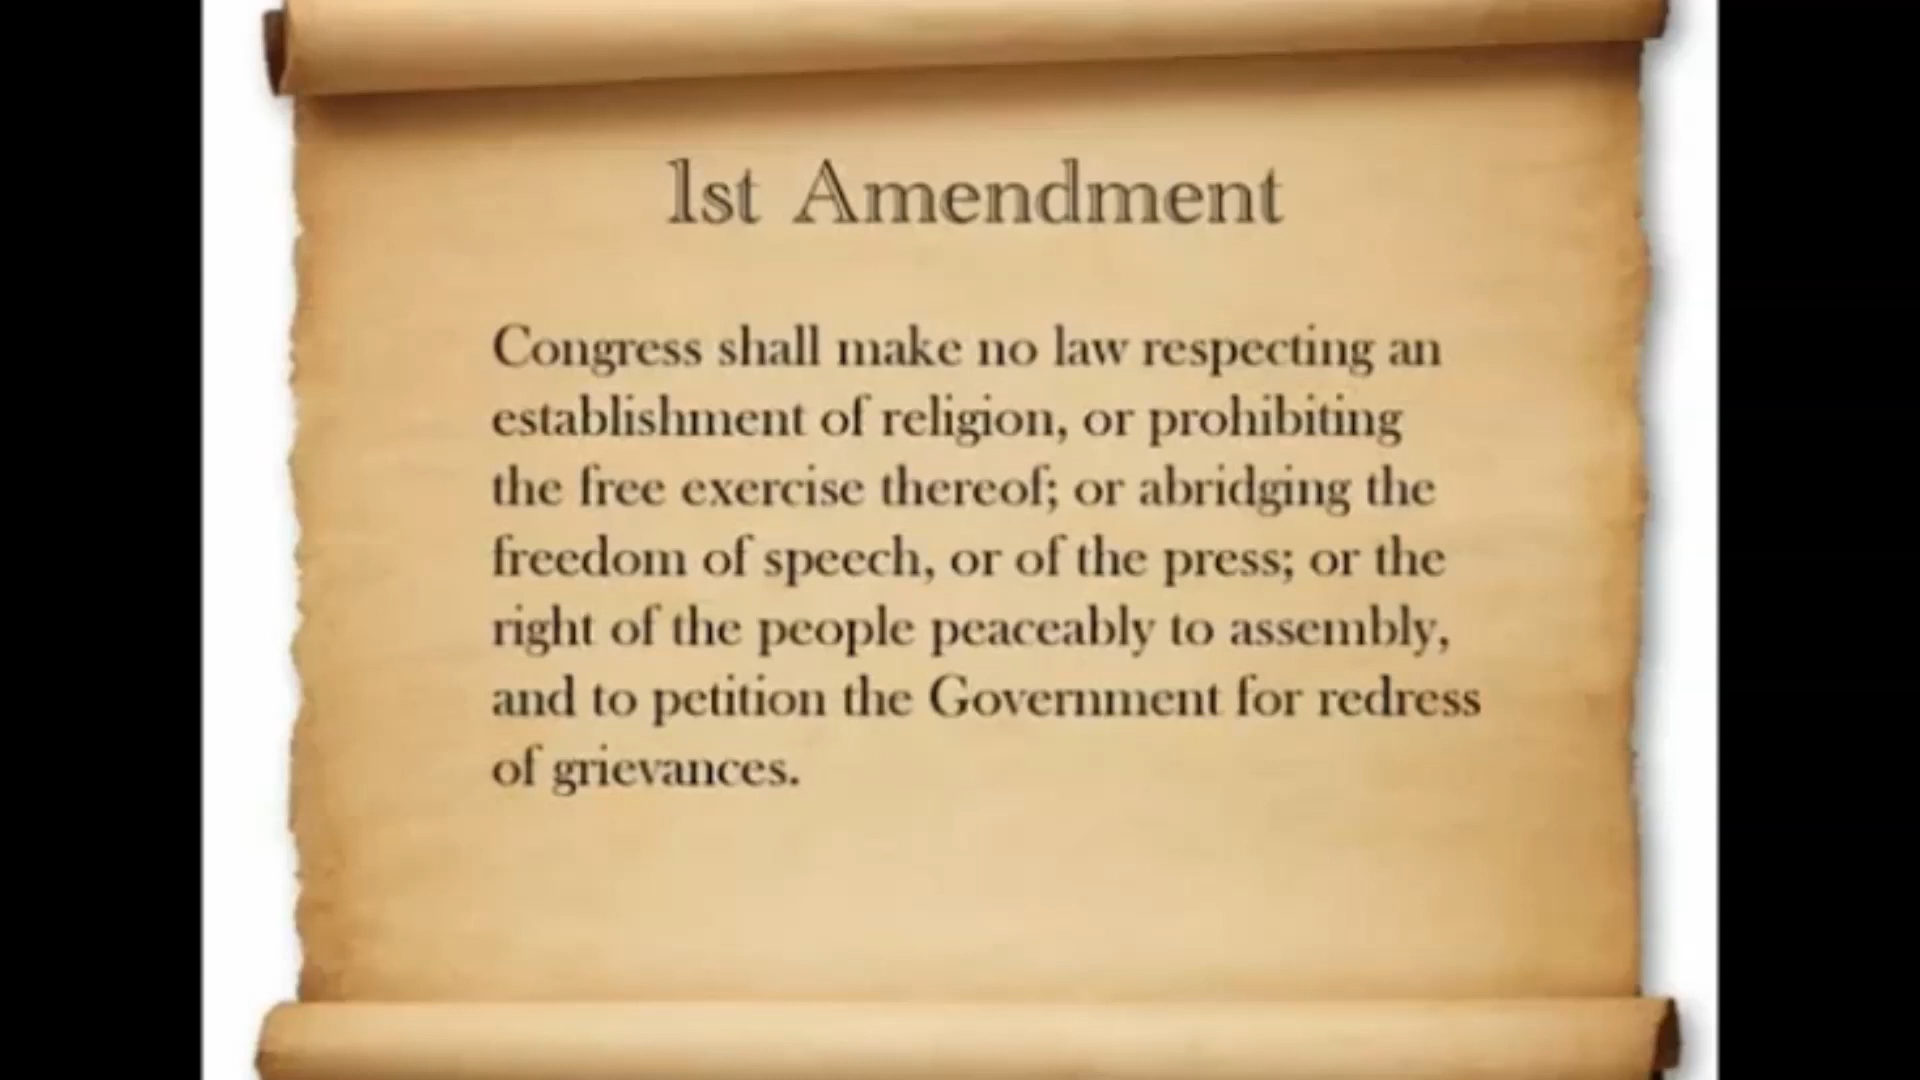 1st Amendment
Congress shall make no law respecting an
establishment of religion, or prohibiting
the free exercise thereof; or abridging the
freedom of speech, or of the press; or the
right of the people peaceably to assembly,
and to petition the Government for redress
of grievances.